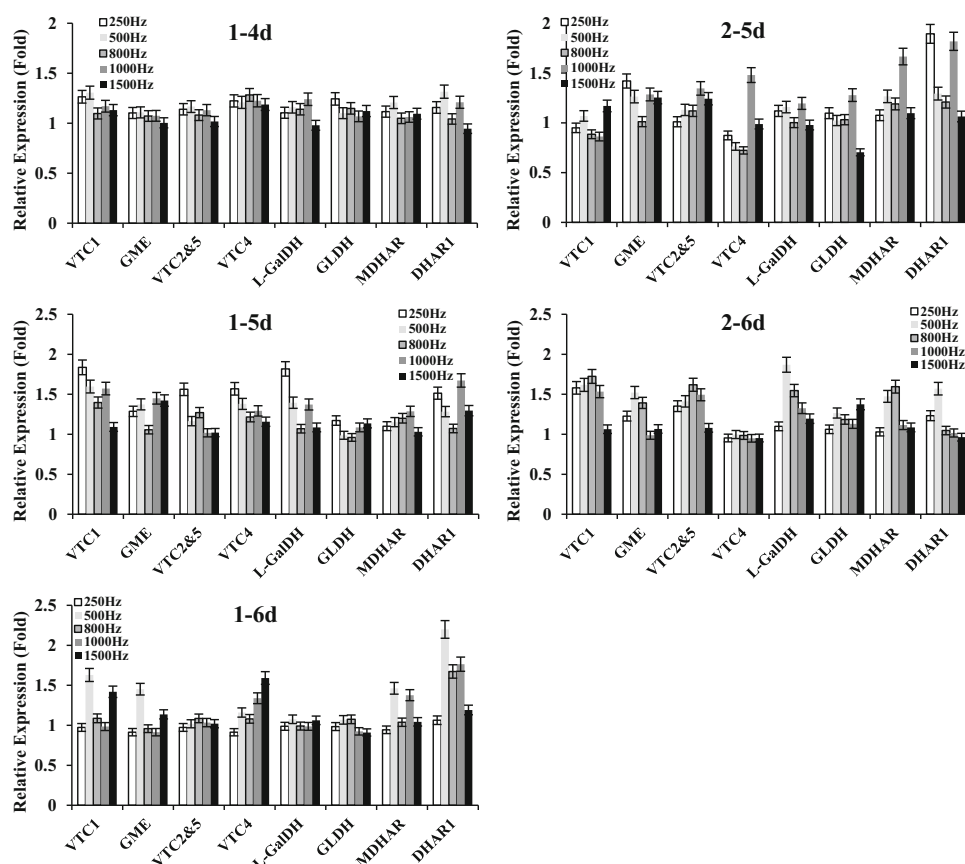 1-4d
250Hz
500Hz
800Hz
1000Hz
1500Hz
Relative Expression (Fold)
2
1.5
1
0.5
0
VTC1
GME
VTC2&5
VTC4
L-GalDH
GLDH
MDHAR
DHAR1
2-5d
250Hz
500Hz
800Hz
1000Hz
1500Hz
Relative Expression (Fold)
2
1.5
1
0.5
0
VTC1
GME
VTC2&5
VTC4
L-GalDH
GLDH
MDHAR
DHAR1
1-5d
250Hz
500Hz
800Hz
1000Hz
1500Hz
Relative Expression (Fold)
2.5
2
1.5
1
0.5
0
VTC1
GME
VTC2&5
VTC4
L-GalDH
GLDH
MDHAR
DHAR1
2-6d
250Hz
500Hz
800Hz
1000Hz
1500Hz
Relative Expression (Fold)
2.5
2
1.5
1
0.5
0
VTC1
GME
VTC2&5
VTC4
L-GalDH
GLDH
MDHAR
DHAR1
1-6d
250Hz
500Hz
800Hz
1000Hz
1500Hz
Relative Expression (Fold)
2.5
2
1.5
1
0.5
0
VTC1
GME
VTC2&5
VTC4
L-GalDH
GLDH
MDHAR
DHAR1